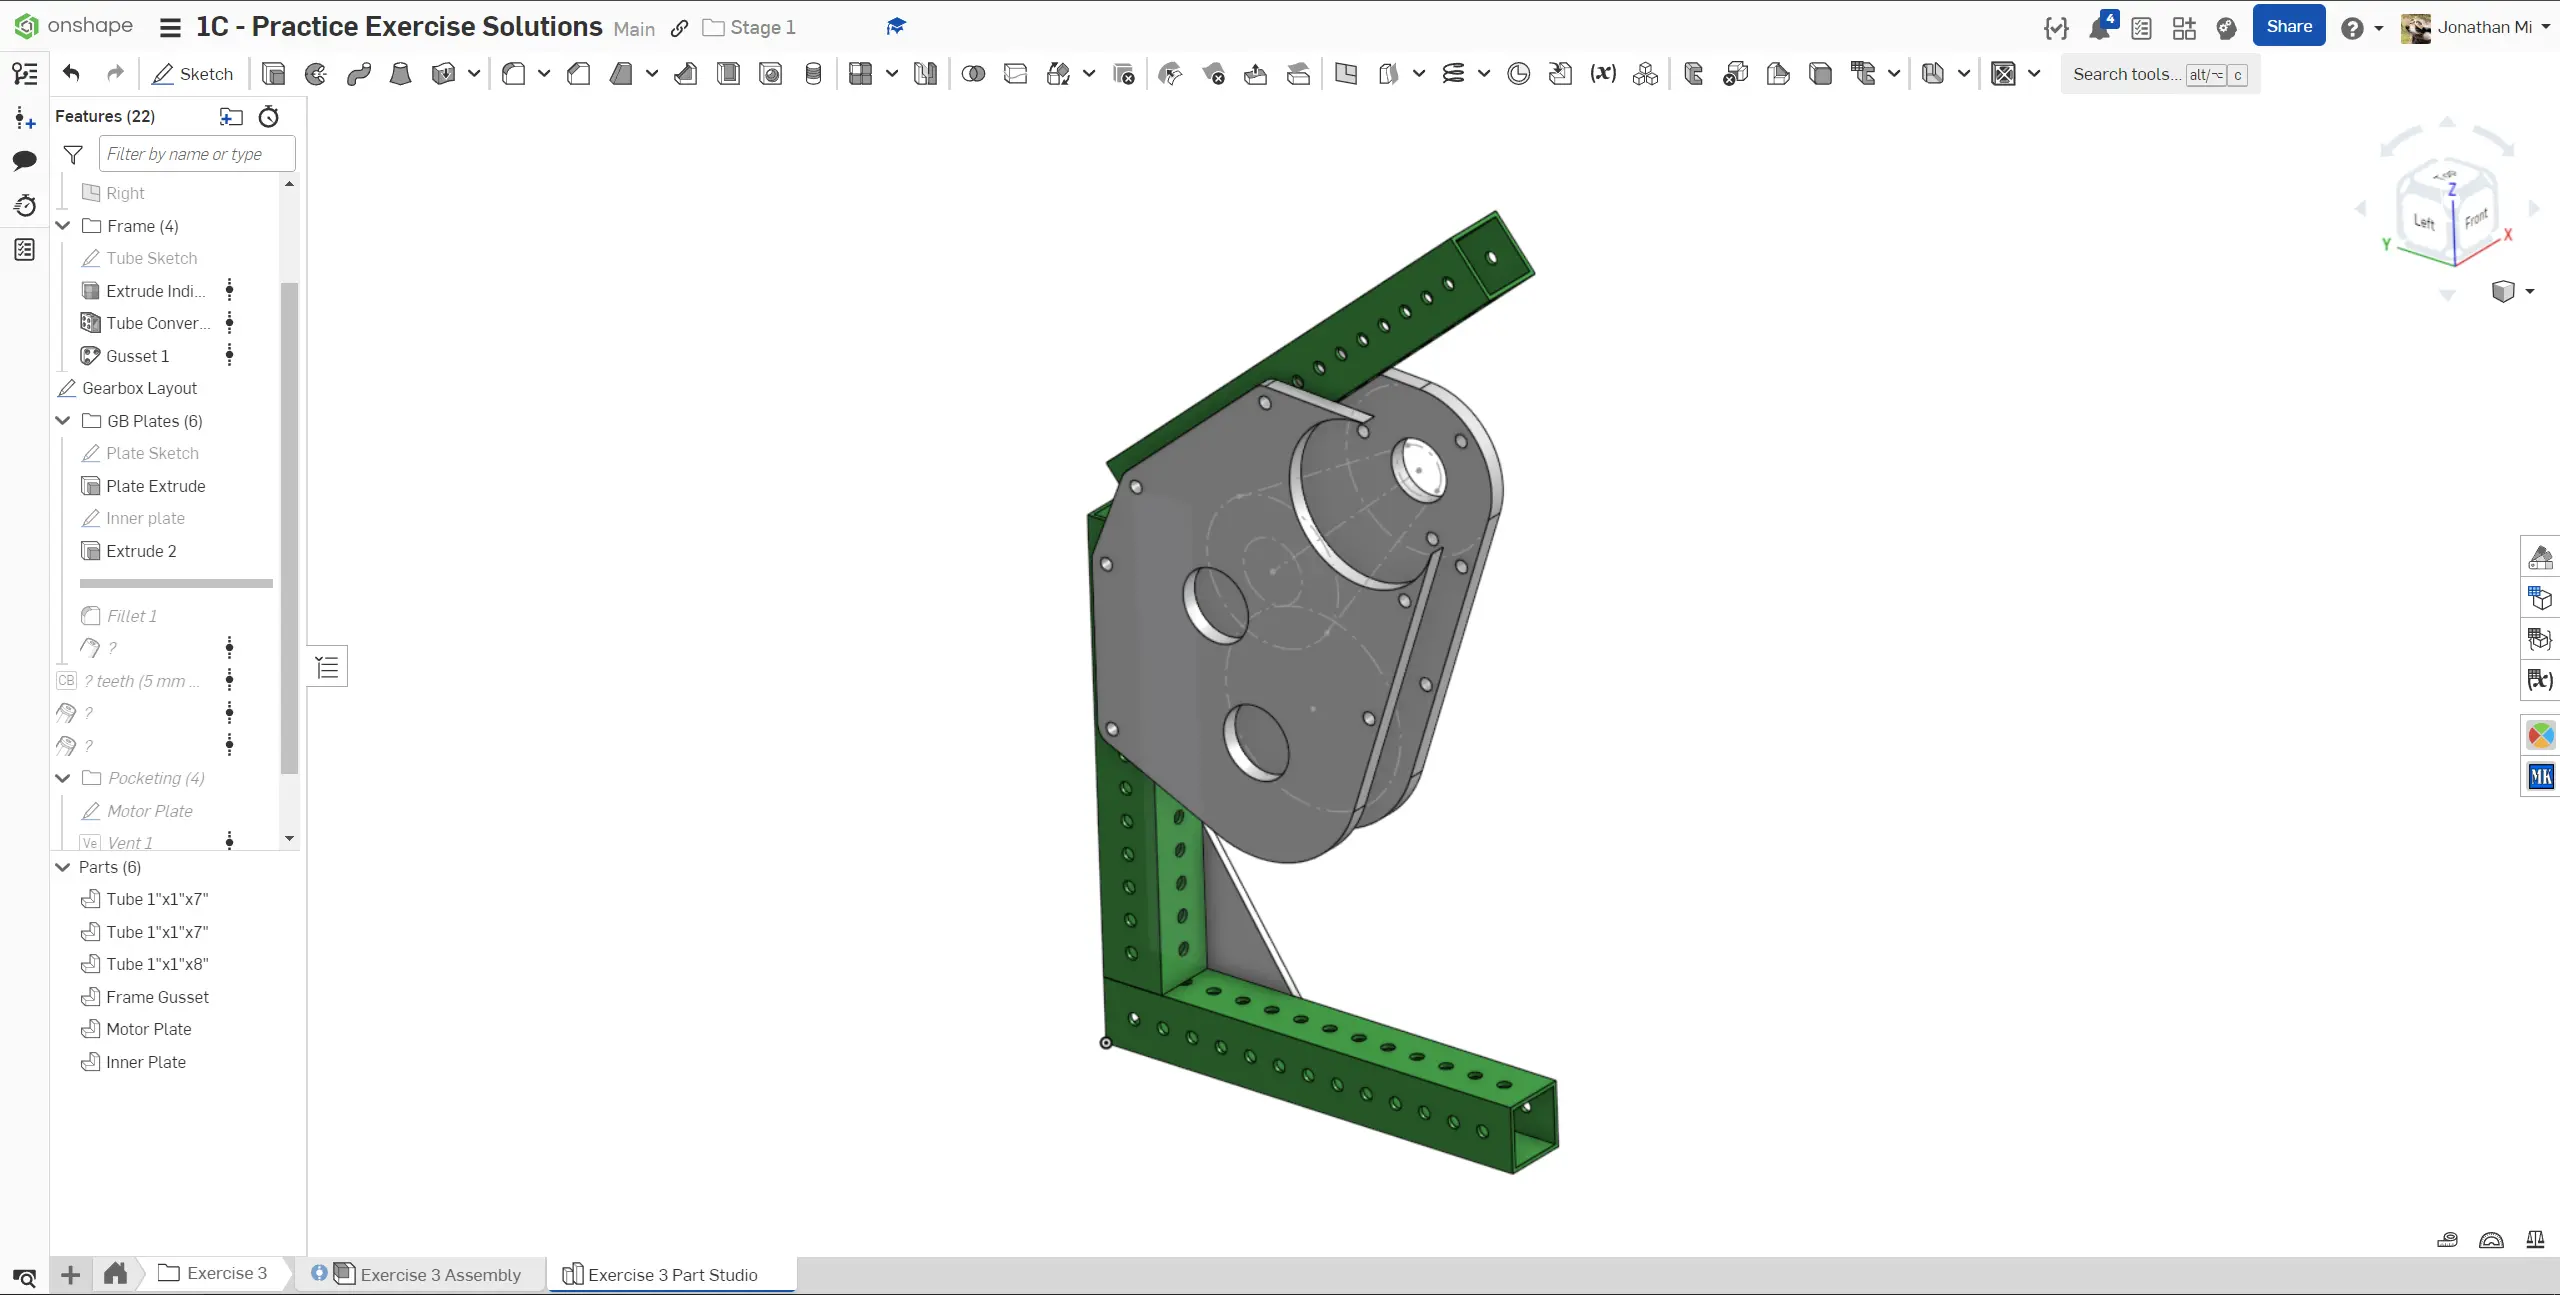 onshape
1C - Practice Exercise Solutions Main Stage 1
4
Share
Jonathan Mi
Sketch
Search tools... alt/⌥ c
Features (22)
Filter by name or type
Right
Frame (4)
Tube Sketch
Extrude Indi...
Tube Conver...
Gusset 1
Gearbox Layout
GB Plates (6)
Plate Sketch
Plate Extrude
Inner plate
Extrude 2
Fillet 1
?
CB ? teeth (5 mm ...
?
?
Pocketing (4)
Motor Plate
Ve Vent 1
Parts (6)
Tube 1"x1"x7"
Tube 1"x1"x7"
Tube 1"x1"x8"
Frame Gusset
Motor Plate
Inner Plate
Top
Left
Front
Z
Y
X
(x)
(x)
MK
Exercise 3
Exercise 3 Assembly
Exercise 3 Part Studio